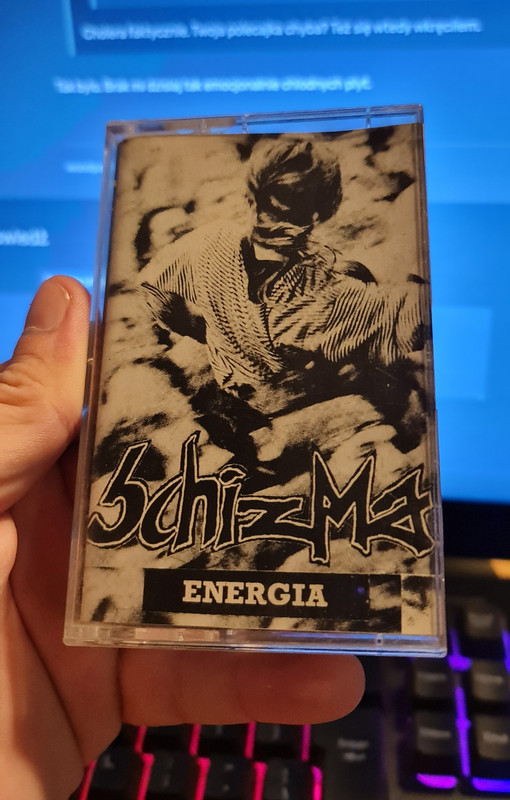 Cholera faktycznie. Twoja polecajka chyba? Też się wtedy wkręciłem.
Tak było. Brak mi dzisiaj tak emocjonalnie chłodnych płyt.
Schizma
ENERGIA